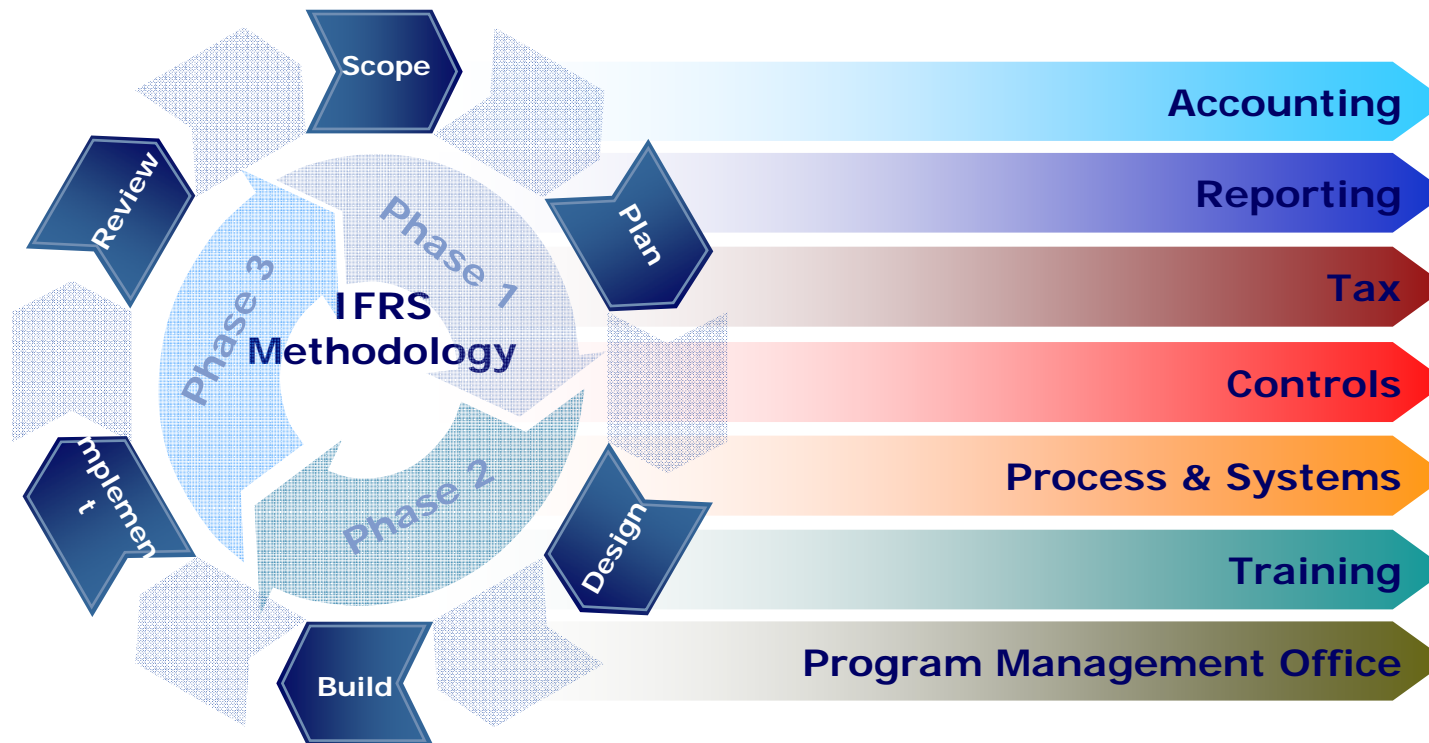 Scope
Plan
Design
Build
Implemen
t
Review
Phase 1
Phase 2
Phase 3
IFRS
Methodology
Accounting
Reporting
Tax
Controls
Process & Systems
Training
Program Management Office